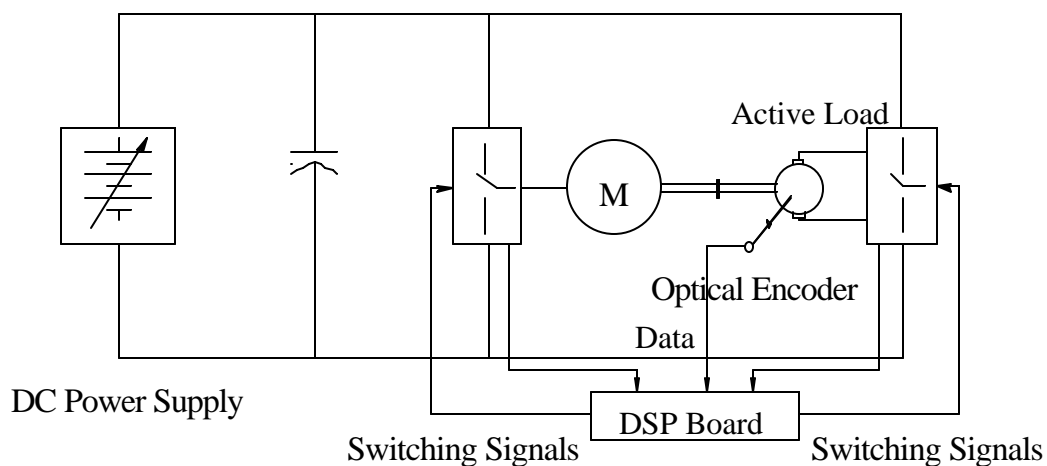 Active Load
M
Optical Encoder
Data
DC Power Supply
DSP Board
Switching Signals
Switching Signals